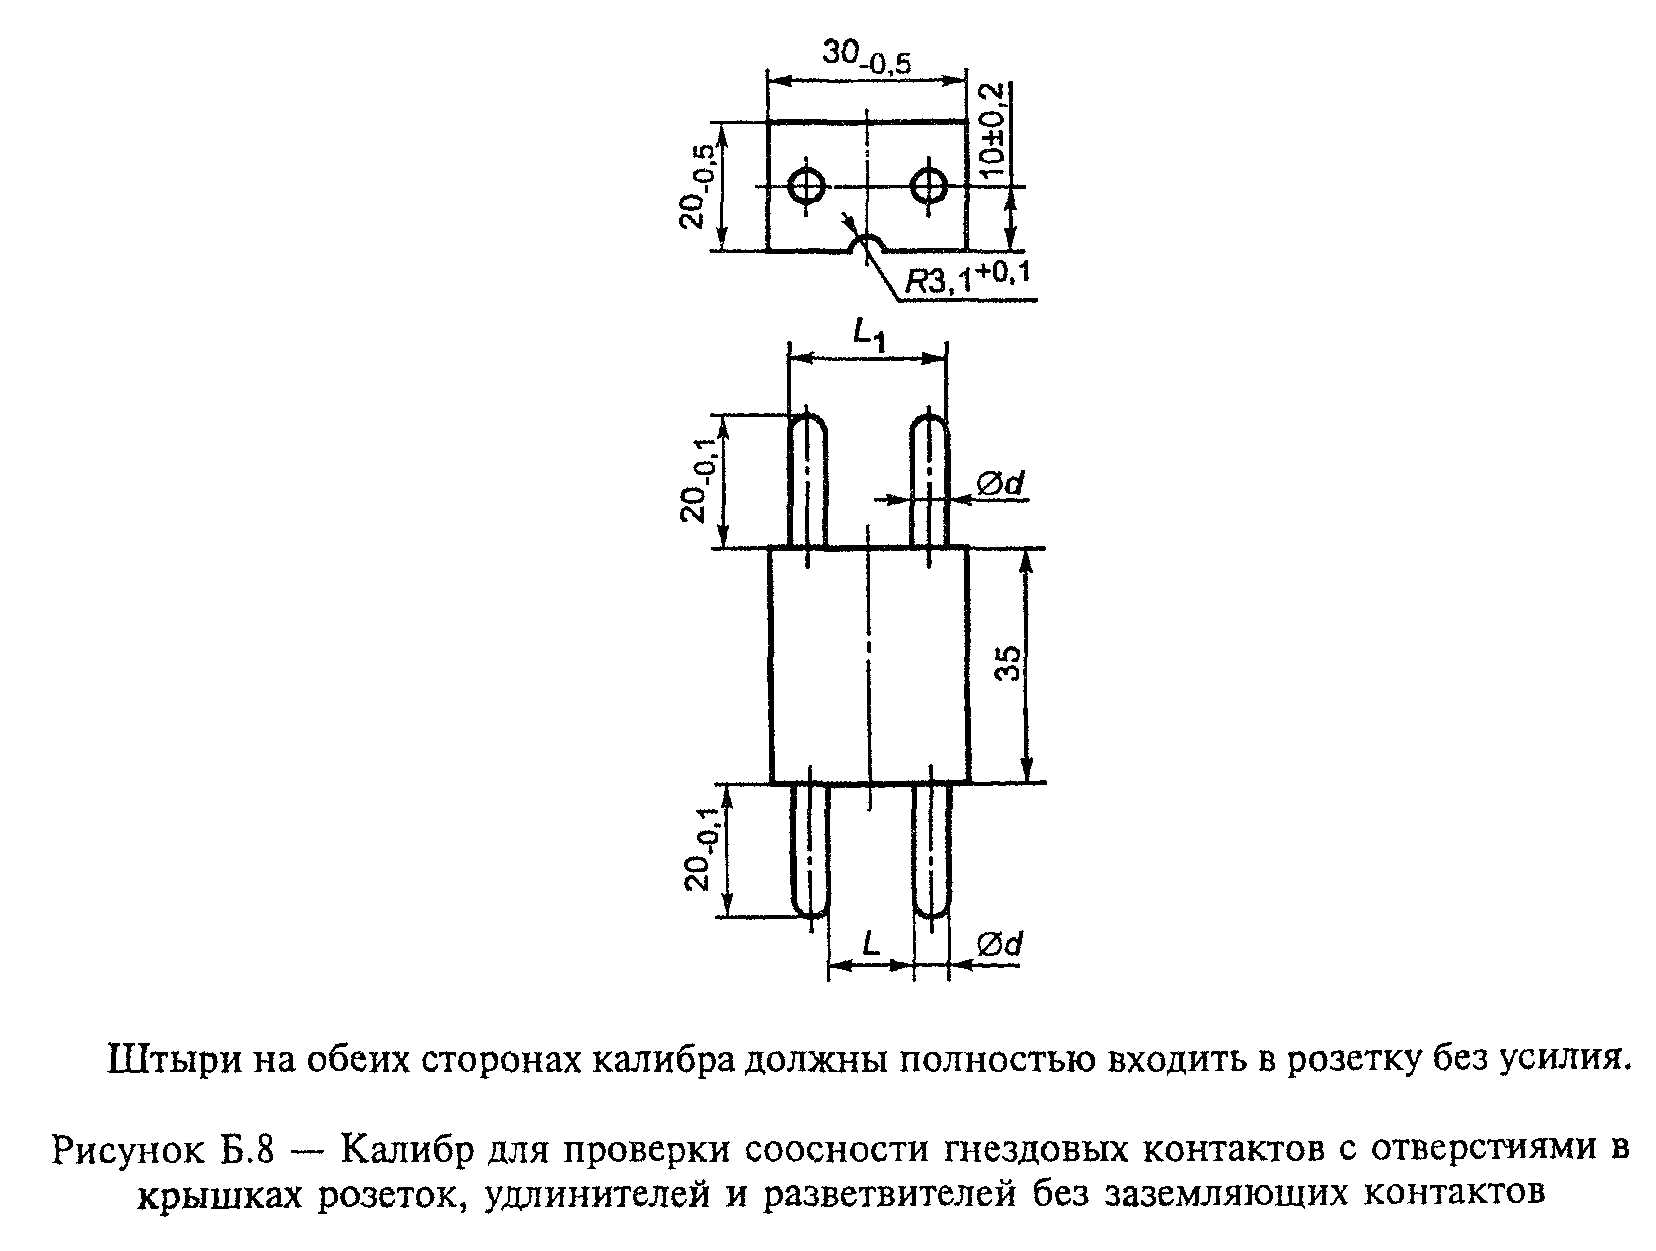 30-0,5
10±0,2
20-0,5
R3,1+0,1
L1
20-0,1
Ød
35
20-0,1
L
Ød
Штыри на обеих сторонах калибра должны полностью входить в розетку без усилия.
Рисунок Б.8 — Калибр для проверки соосности гнездовых контактов с отверстиями в
крышках розеток, удлинителей и разветвителей без заземляющих контактов